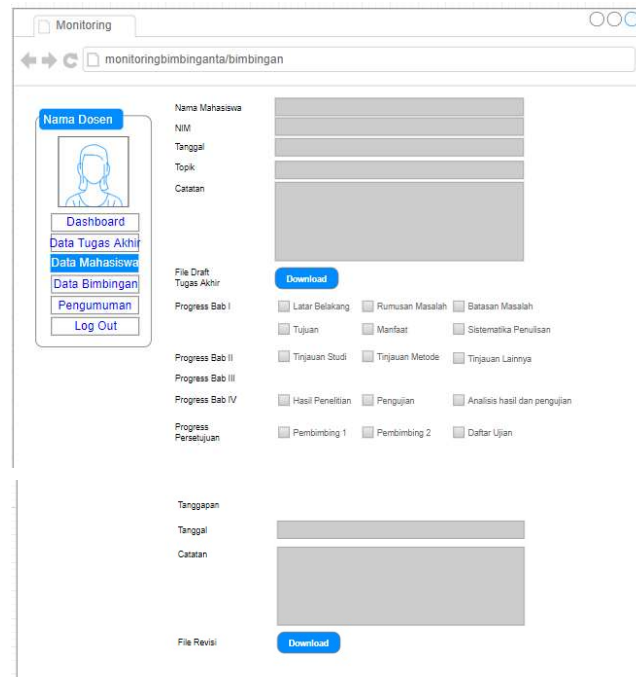 Monitoring
monitoringbimbinganta/bimbingan
Nama Dosen
Dashboard
Data Tugas Akhir
Data Mahasiswa
Data Bimbingan
Pengumuman
Log Out
Nama Mahasiswa
NIM
Tanggal
Topik
Catatan
File Draft
Tugas Akhir
Download
Progress Bab I
Latar Belakang Rumusan Masalah Batasan Masalah
Tujuan Manfaat Sistematika Penulisan
Progress Bab II Tinjauan Studi Tinjauan Metode Tinjauan Lainnya
Progress Bab III
Progress Bab IV Hasil Penelitian Pengujian Analisis hasil dan pengujian
Progress
Persetujuan
Pembimbing 1 Pembimbing 2 Daftar Ujian
Tanggapan
Tanggal
Catatan
File Revisi Download